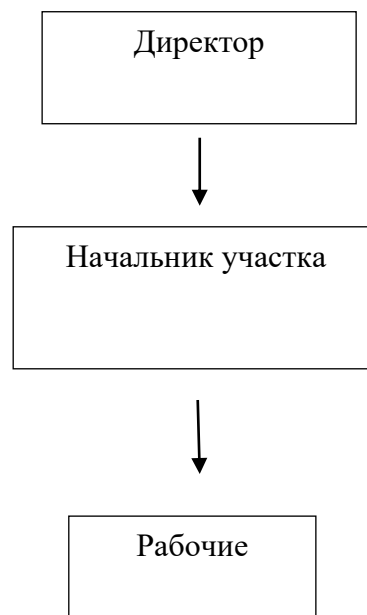 Директор
Начальник участка
Рабочие